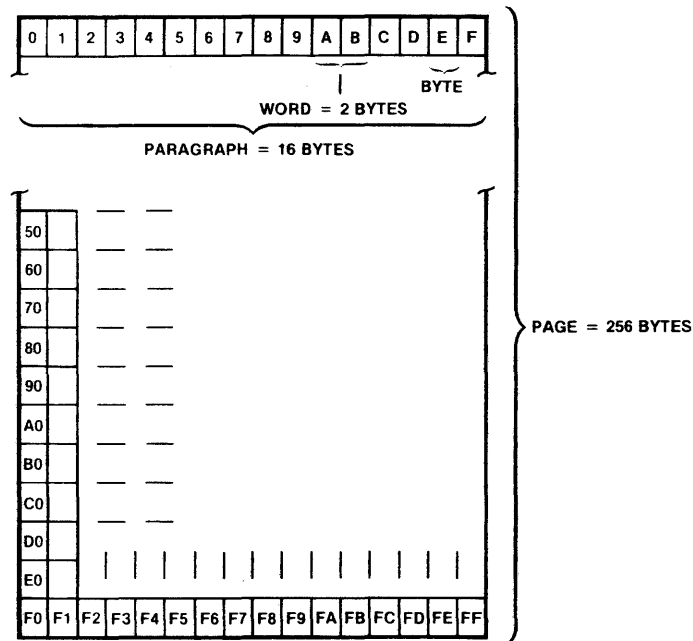 0 1 2 3 4 5 6 7 8 9 A B C D E F
BYTE
WORD = 2 BYTES
PARAGRAPH = 16 BYTES
50
60
70
80
PAGE = 256 BYTES
90
A0
B0
C0
D0
E0
F0 F1 F2 F3 F4 F5 F6 F7 F8 F9 FA FB FC FD FE FF